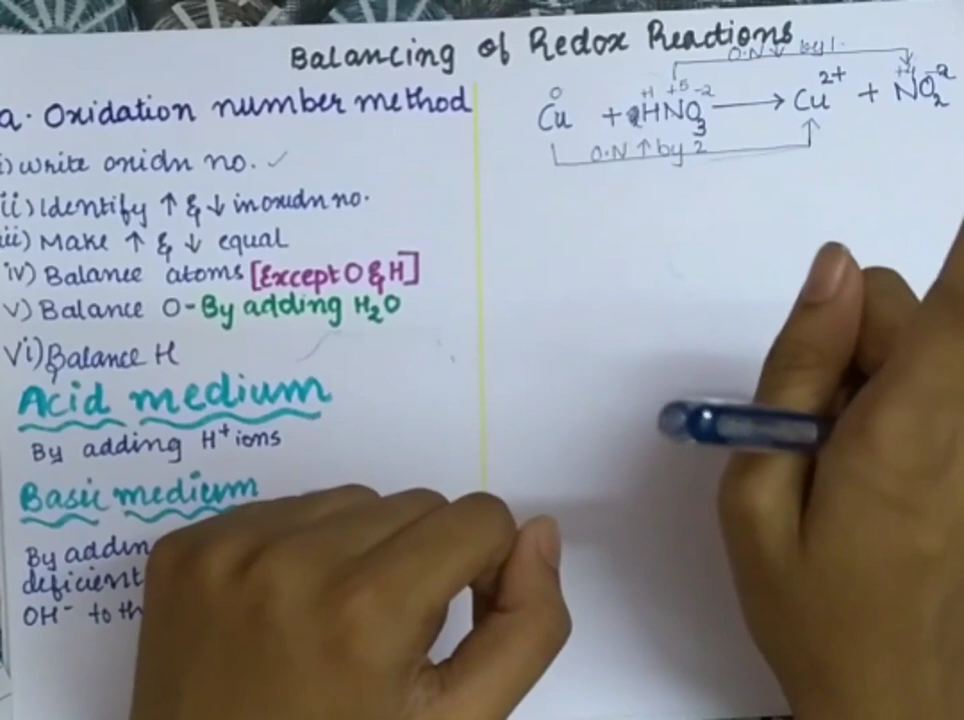 Balancing of Redox Reactions
a. Oxidation number method
i) Write oxidn no. ✓
ii) Identify ↑ & ↓ in oxidn no.
iii) Make ↑ & ↓ equal
iv) Balance atoms [Except O & H]
v) Balance O - By adding H₂O
vi) Balance H
Acid medium
By adding H⁺ ions
Basic medium
By addin
deficient
OH⁻ to th
O.N ↓ by 1.
0 +1 +5 -2 +4 -2
Cu + 2HNO₃ → Cu²⁺ + NO₂
O.N ↑ by 2